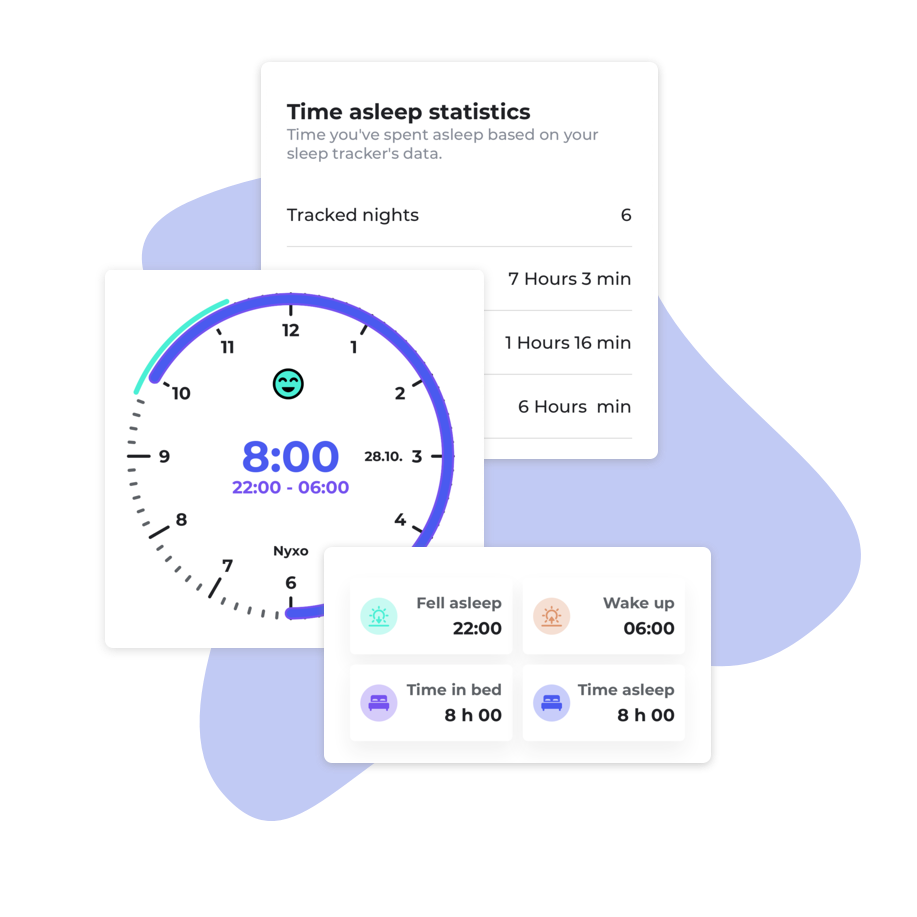 Time asleep statistics
Time you've spent asleep based on your
sleep tracker's data.
Tracked nights 6
7 Hours 3 min
1 Hours 16 min
6 Hours  min
12
11 1
10 2
8:00
9 28.10. 3
22:00 - 06:00
8 4
Nyxo
7
6
Fell asleep
22:00
Wake up
06:00
Time in bed
8 h 00
Time asleep
8 h 00